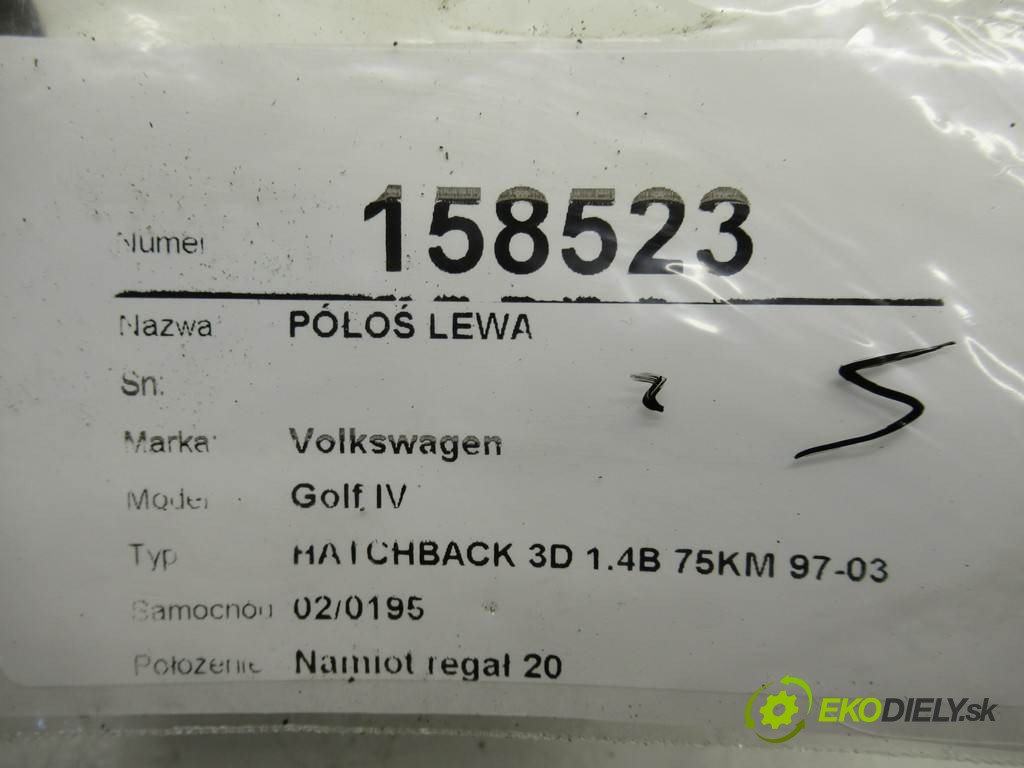 Numer 158523
Nazwa: PÓŁOŚ LEWA
Sn:
Marka: Volkswagen
Model Golf IV
Typ HATCHBACK 3D 1.4B 75KM 97-03
Samochód 02/0195
Położenie Namiot regał 20
EKODIELY.sk